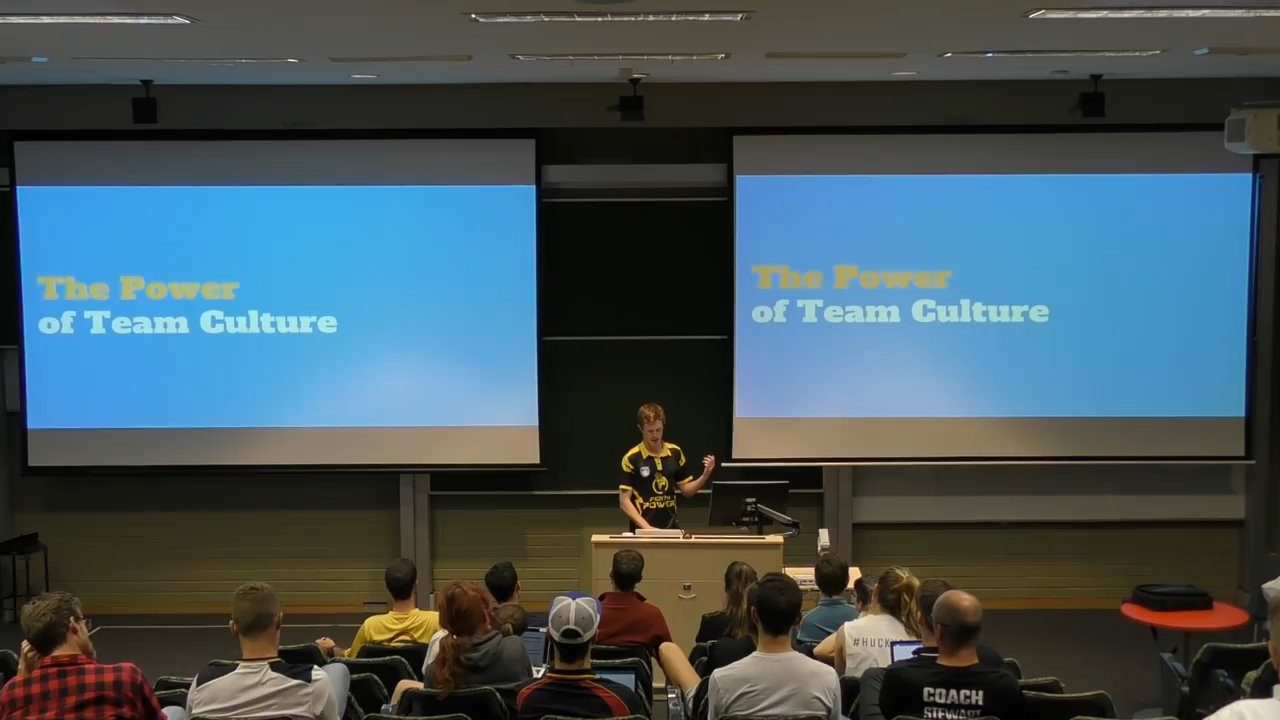 The Power
of Team Culture
The Power
of Team Culture
PERTH
POWER
#HUCK
COACH
STEWART